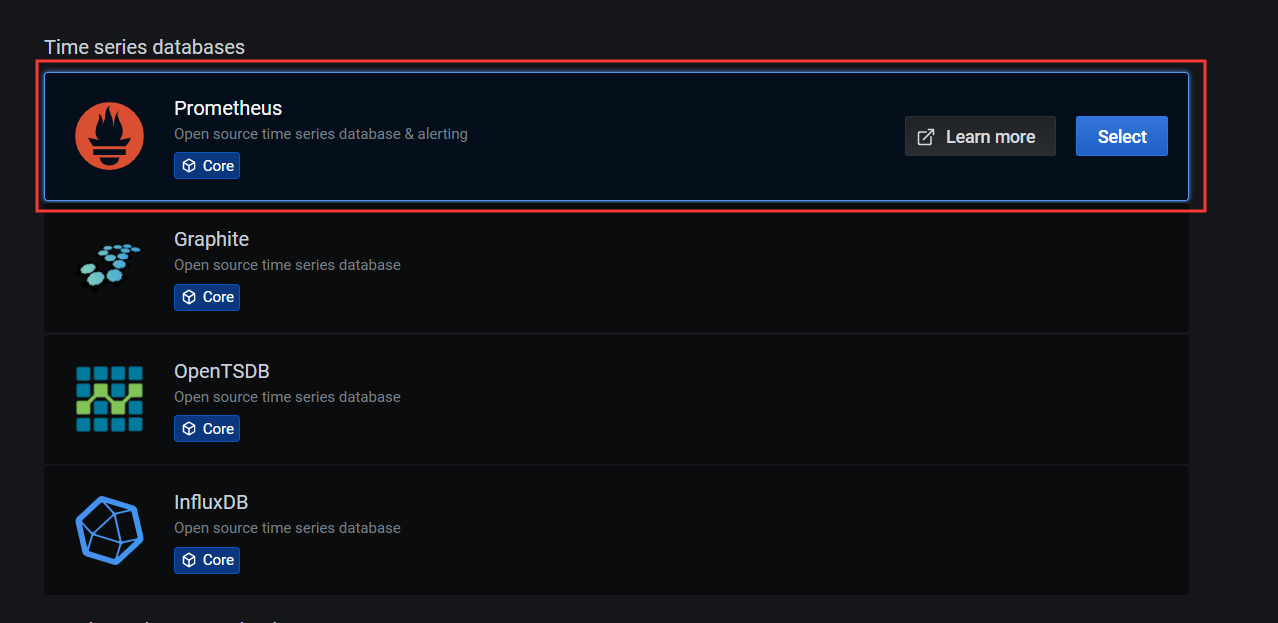 Time series databases
Prometheus
Open source time series database & alerting
Core
Learn more
Select
Graphite
Open source time series database
Core
OpenTSDB
Open source time series database
Core
InfluxDB
Open source time series database
Core